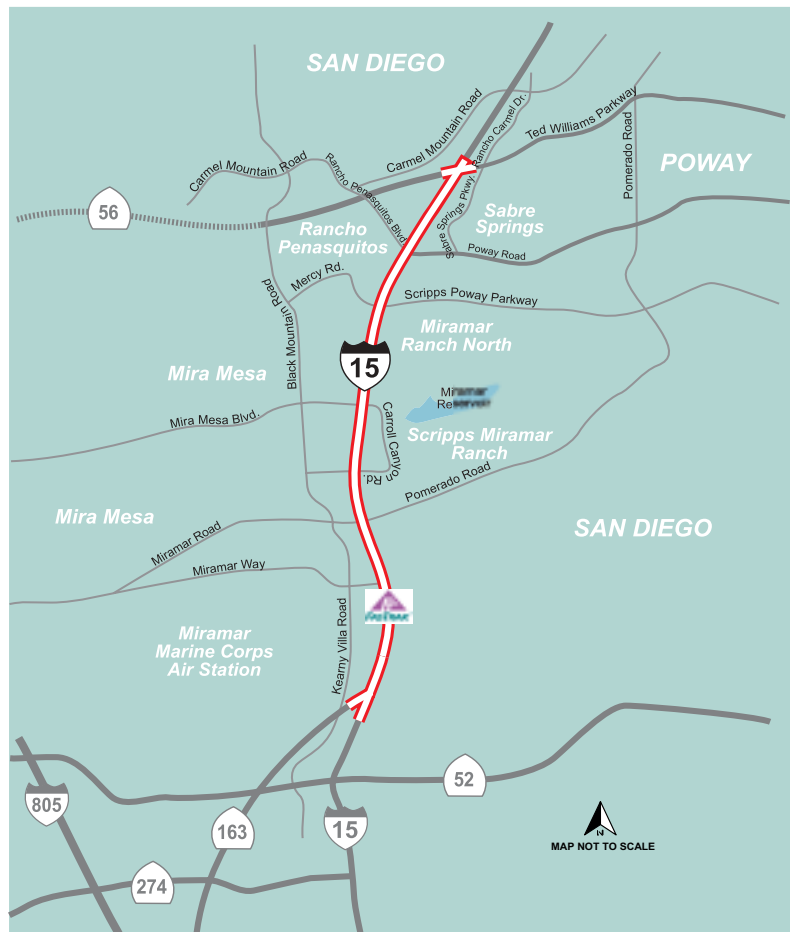 SAN DIEGO
Carmel Mountain Road
Rancho Carmel Dr.
Ted Williams Parkway
Carmel Mountain Road
Rancho Penasquitos Blvd.
Pomerado Road
POWAY
56
Sabre Springs Pkwy.
Sabre
Springs
Rancho
Penasquitos
Poway Road
Mercy Rd.
Black Mountain Road
Scripps Poway Parkway
Miramar
Ranch North
15
Mira Mesa
Mira Mesa Blvd.
Carroll Canyon Rd.
Scripps Miramar
Ranch
Pomerado Road
Mira Mesa
SAN DIEGO
Miramar Road
Miramar Way
Kearny Villa Road
Miramar
Marine Corps
Air Station
52
805
163
15
274
N
MAP NOT TO SCALE